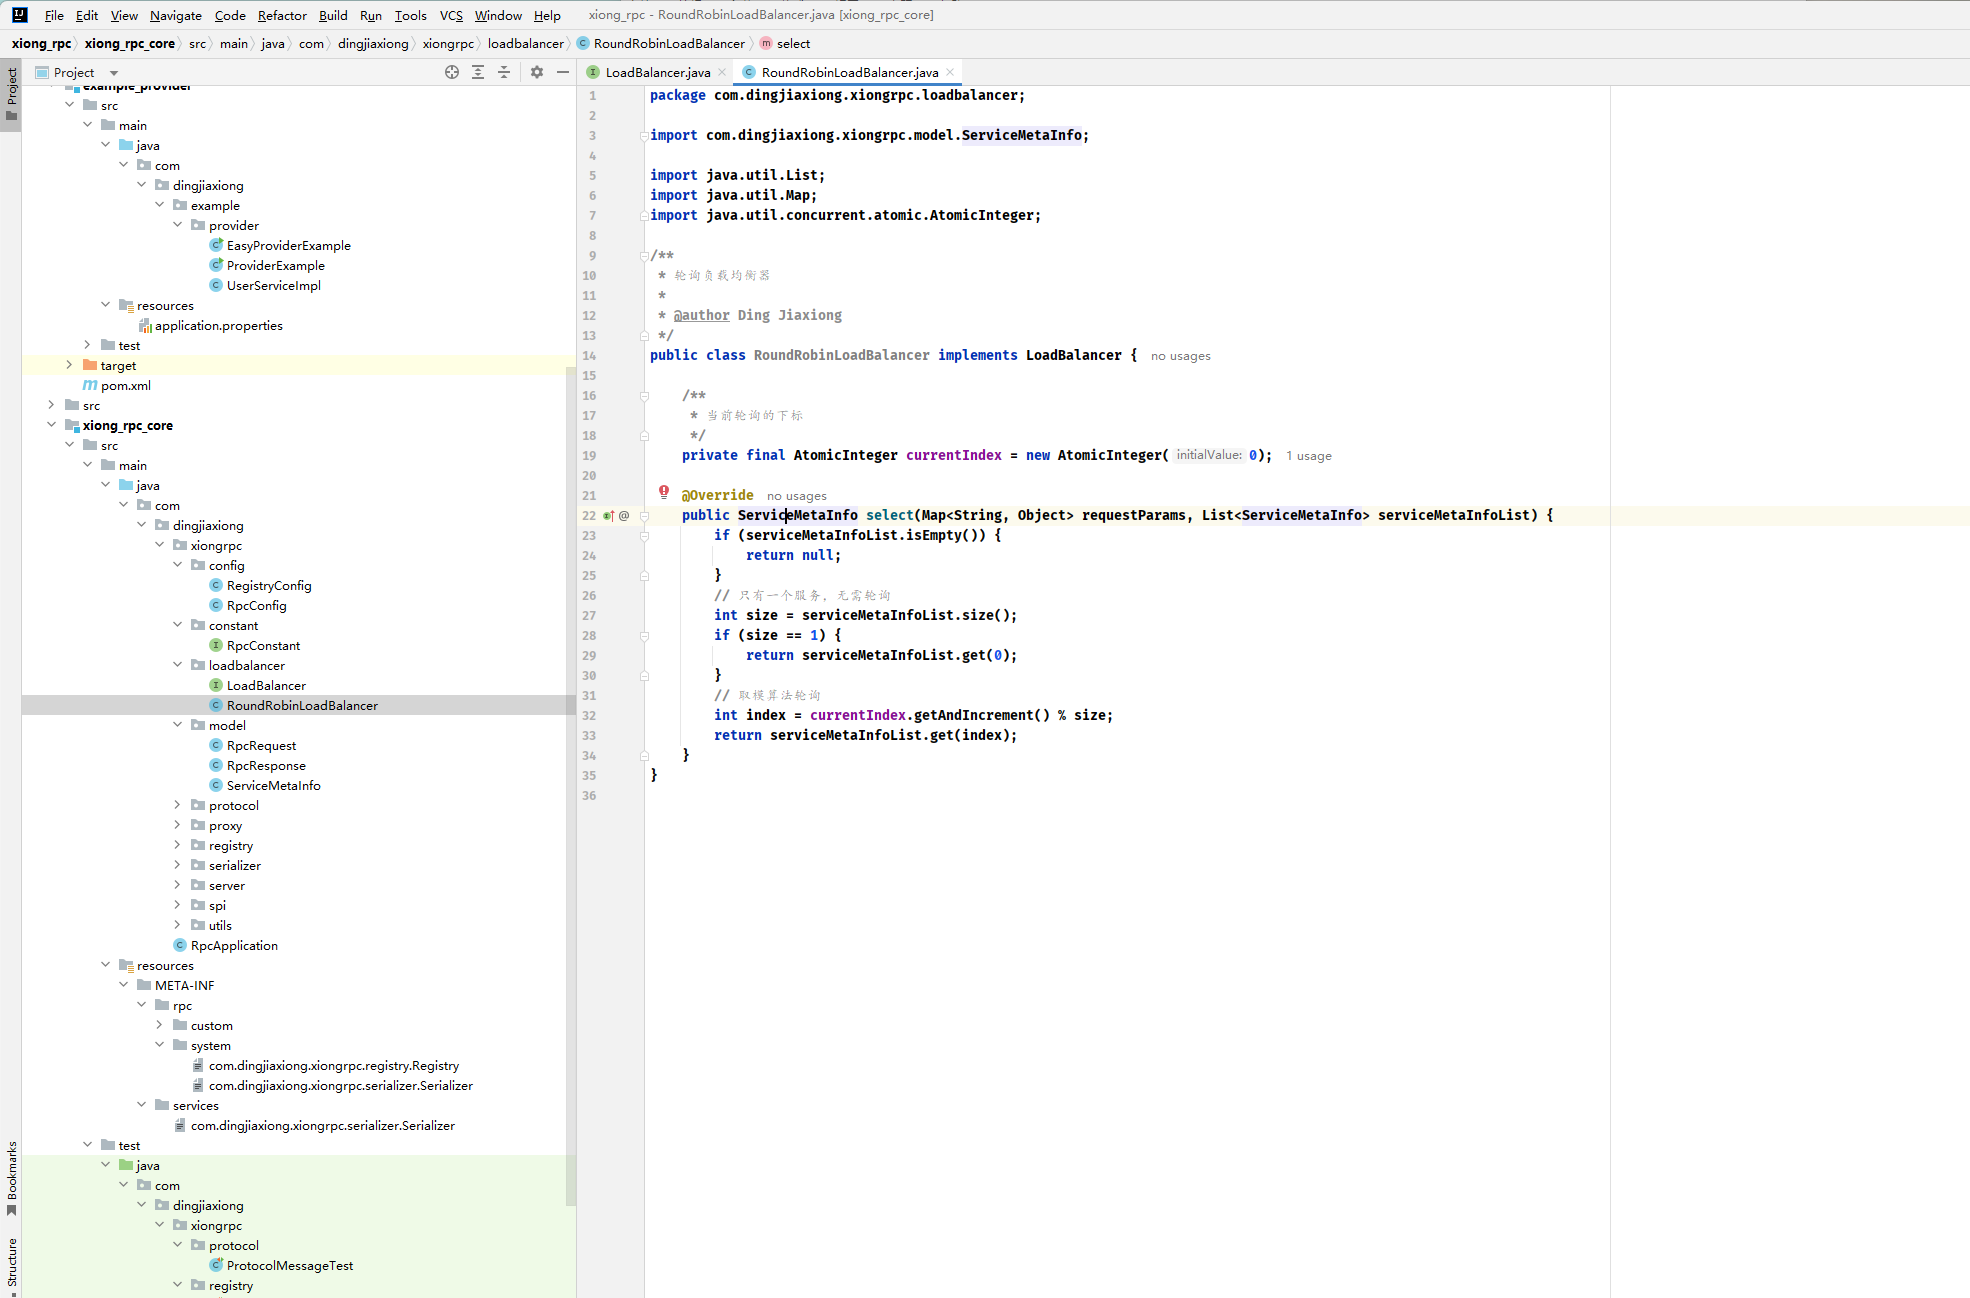 File Edit View Navigate Code Refactor Build Run Tools VCS Window Help xiong_rpc - RoundRobinLoadBalancer.java [xiong_rpc_core]
xiong_rpc xiong_rpc_core src main java com dingjiaxiong xiongrpc loadbalancer RoundRobinLoadBalancer select
Project
Bookmarks
Structure
Project
example_provider
src
main
java
com
dingjiaxiong
example
provider
EasyProviderExample
ProviderExample
UserServiceImpl
resources
application.properties
test
target
pom.xml
src
xiong_rpc_core
src
main
java
com
dingjiaxiong
xiongrpc
config
RegistryConfig
RpcConfig
constant
RpcConstant
loadbalancer
LoadBalancer
RoundRobinLoadBalancer
model
RpcRequest
RpcResponse
ServiceMetaInfo
protocol
proxy
registry
serializer
server
spi
utils
RpcApplication
resources
META-INF
rpc
custom
system
com.dingjiaxiong.xiongrpc.registry.Registry
com.dingjiaxiong.xiongrpc.serializer.Serializer
services
com.dingjiaxiong.xiongrpc.serializer.Serializer
test
java
com
dingjiaxiong
xiongrpc
protocol
ProtocolMessageTest
registry
LoadBalancer.java RoundRobinLoadBalancer.java
1 package com.dingjiaxiong.xiongrpc.loadbalancer;
2
3 import com.dingjiaxiong.xiongrpc.model.ServiceMetaInfo;
4
5 import java.util.List;
6 import java.util.Map;
7 import java.util.concurrent.atomic.AtomicInteger;
8
9 /**
10 * 轮询负载均衡器
11 *
12 * @author Ding Jiaxiong
13 */
14 public class RoundRobinLoadBalancer implements LoadBalancer { no usages
15
16 /**
17 * 当前轮询的下标
18 */
19 private final AtomicInteger currentIndex = new AtomicInteger( initialValue: 0); 1 usage
20
21 @Override no usages
22 public ServiceMetaInfo select(Map<String, Object> requestParams, List<ServiceMetaInfo> serviceMetaInfoList) {
23 if (serviceMetaInfoList.isEmpty()) {
24 return null;
25 }
26 // 只有一个服务，无需轮询
27 int size = serviceMetaInfoList.size();
28 if (size == 1) {
29 return serviceMetaInfoList.get(0);
30 }
31 // 取模算法轮询
32 int index = currentIndex.getAndIncrement() % size;
33 return serviceMetaInfoList.get(index);
34 }
35 }
36